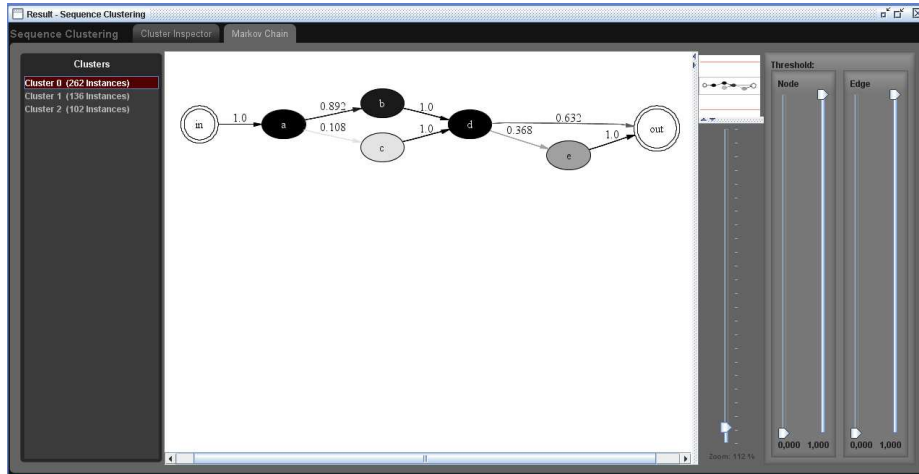 Result - Sequence Clustering
Sequence Clustering Cluster Inspector Markov Chain
Clusters
Cluster 0 (262 Instances)
Cluster 1 (136 Instances)
Cluster 2 (102 Instances)
in
1.0
a
0.892
0.108
b
c
1.0
1.0
d
0.632
0.368
e
1.0
out
Zoom: 112 %
Threshold:
Node
0,000 1,000
Edge
0,000 1,000